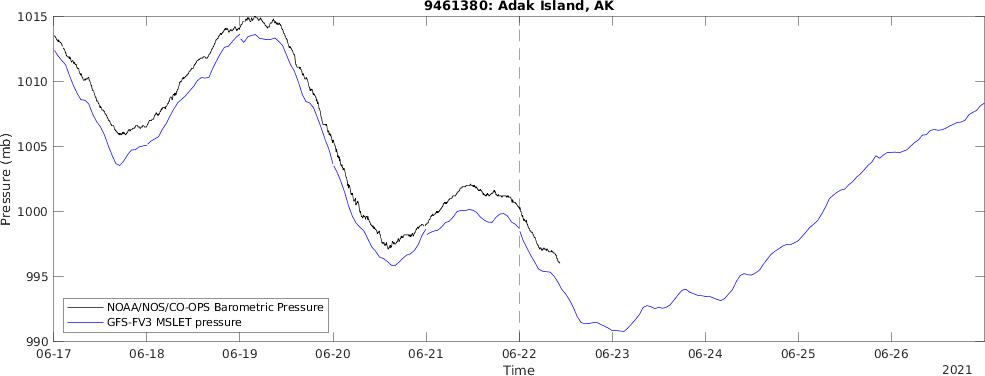 9461380: Adak Island, AK
Pressure (mb)
1015
1010
1005
1000
995
990
NOAA/NOS/CO-OPS Barometric Pressure
GFS-FV3 MSLET pressure
06-17 06-18 06-19 06-20 06-21 06-22 06-23 06-24 06-25 06-26
Time
2021